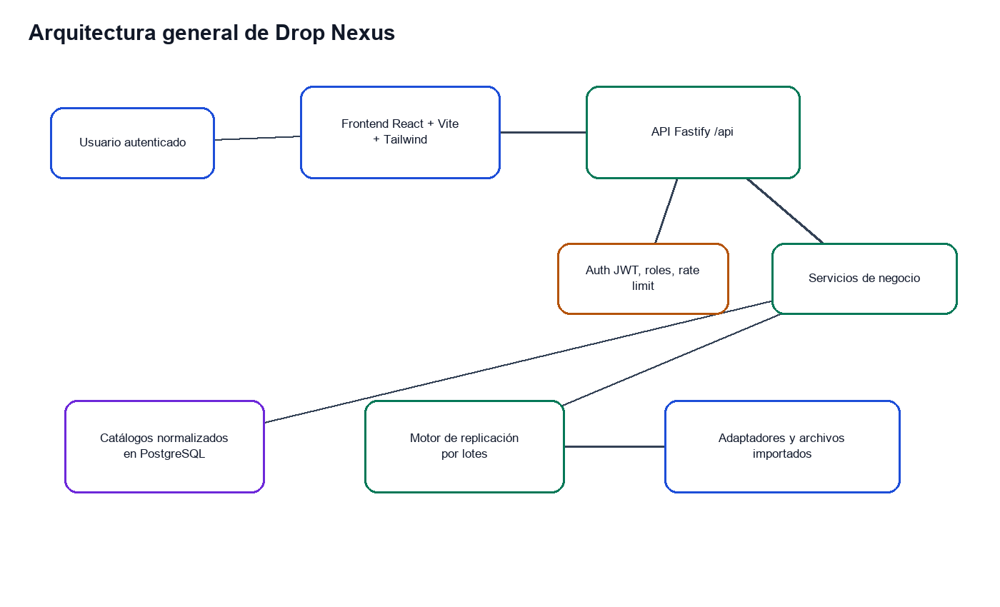 Arquitectura general de Drop Nexus
Usuario autenticado
Frontend React + Vite
+ Tailwind
API Fastify /api
Auth JWT, roles, rate
limit
Servicios de negocio
Catálogos normalizados
en PostgreSQL
Motor de replicación
por lotes
Adaptadores y archivos
importados